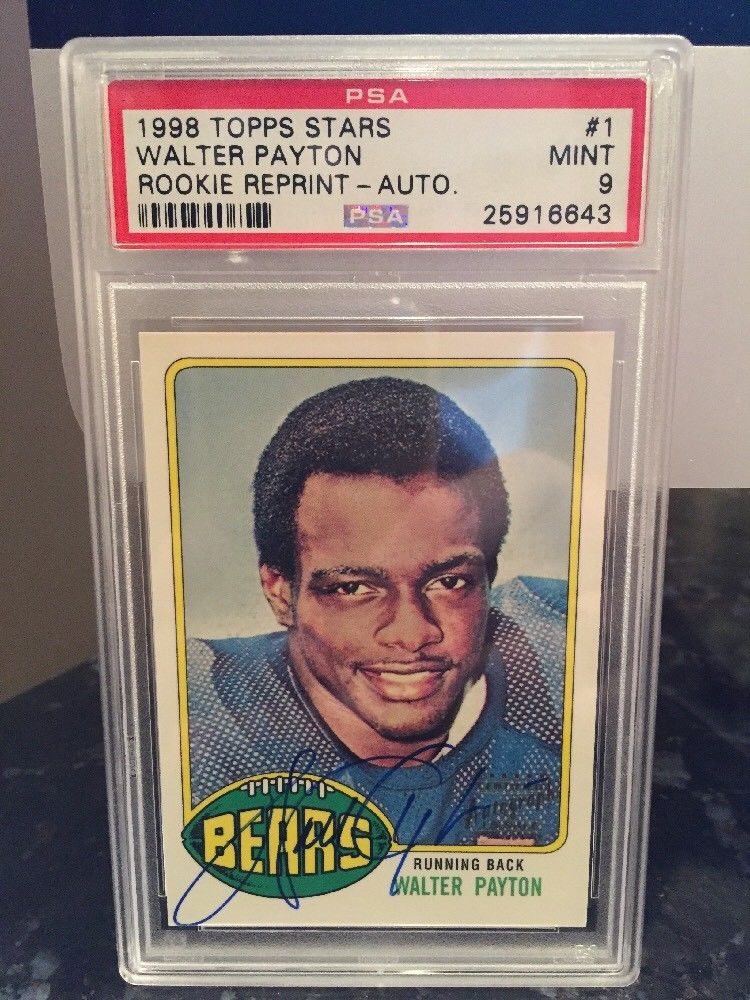 PSA
1998 TOPPS STARS #1
WALTER PAYTON MINT
ROOKIE REPRINT - AUTO. 9
PSA 25916643
BEARS
RUNNING BACK
WALTER PAYTON